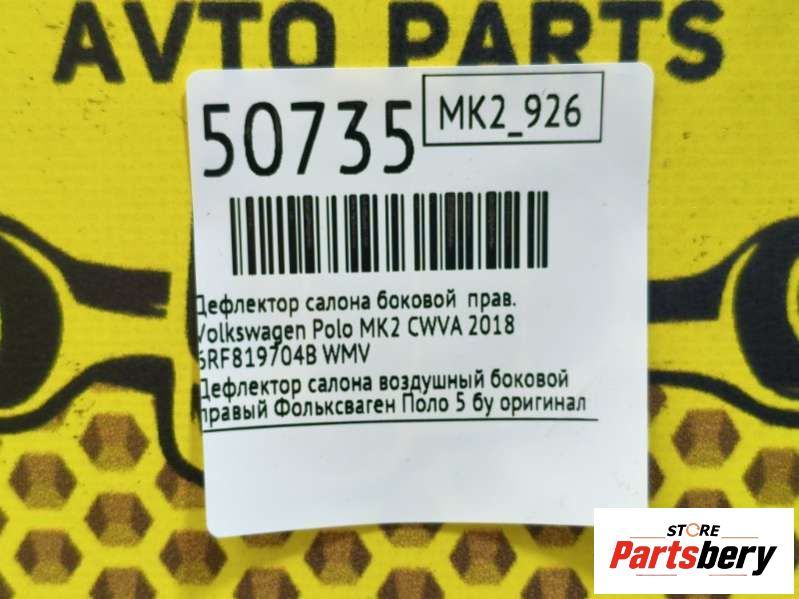 AVTO PARTS
50735
MK2_926
Дефлектор салона боковой прав.
Volkswagen Polo MK2 CWVA 2018
6RF819704B WMV
Дефлектор салона воздушный боковой
правый Фольксваген Поло 5 бу оригинал
STORE
Partsbery